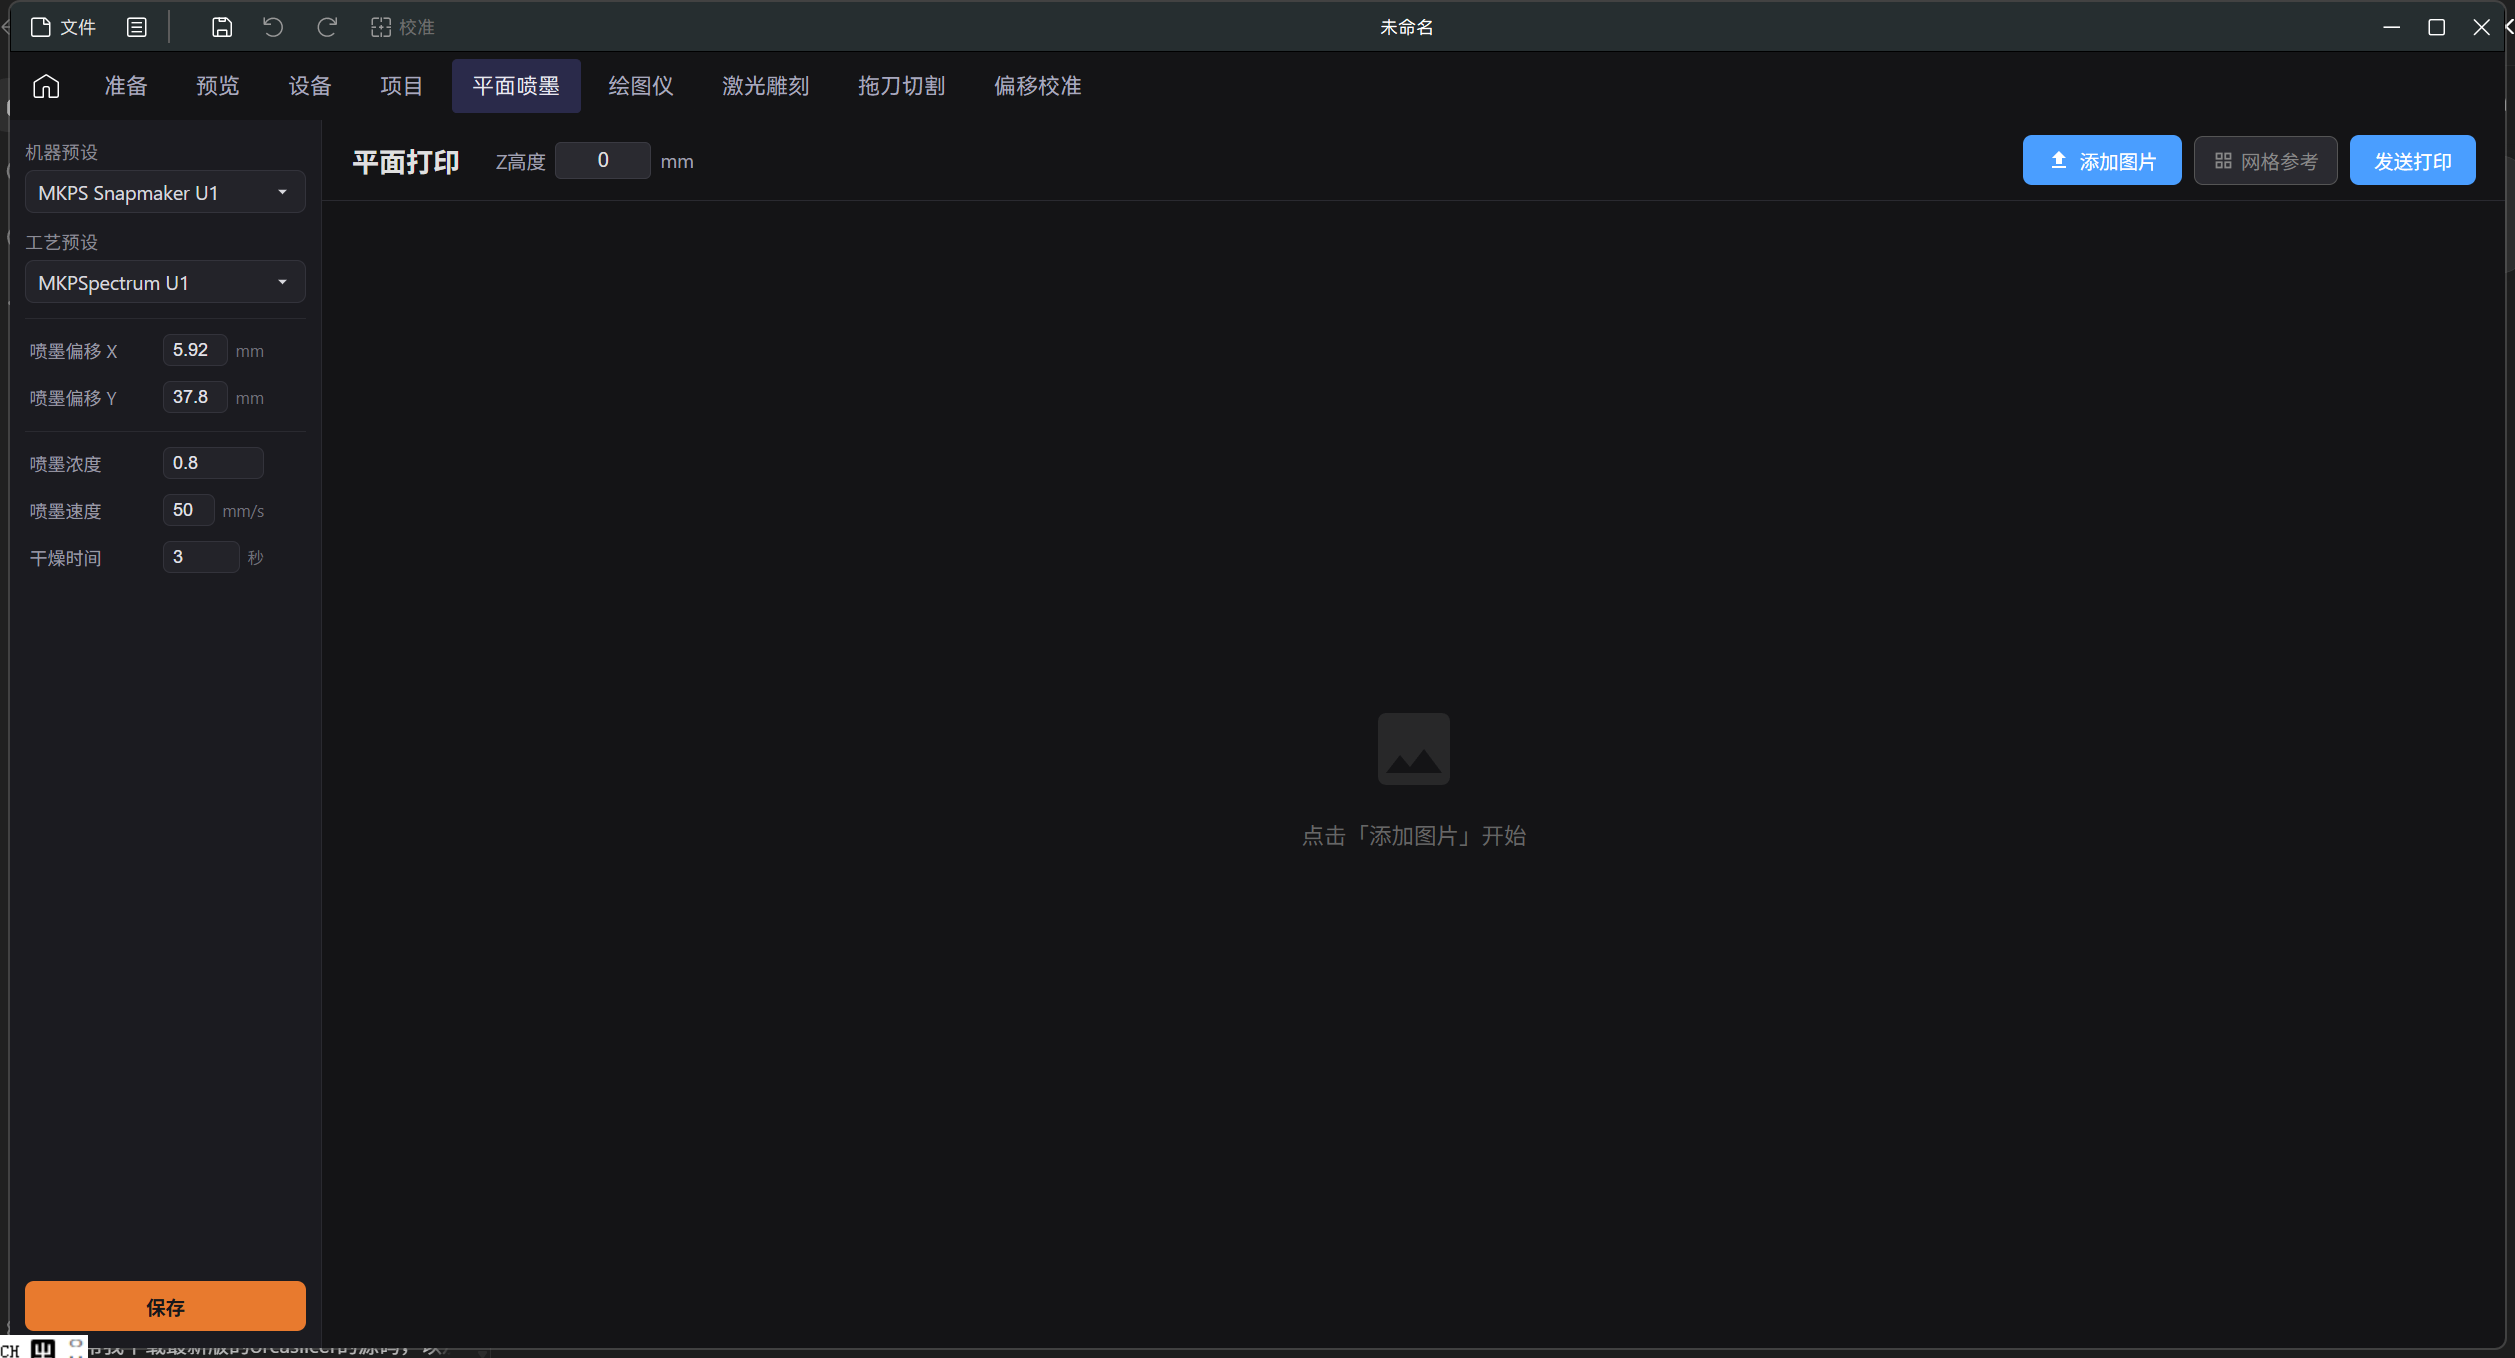 文件
校准
未命名
准备
预览
设备
项目
平面喷墨
绘图仪
激光雕刻
拖刀切割
偏移校准
机器预设
MKPS Snapmaker U1
工艺预设
MKPSpectrum U1
喷墨偏移 X 5.92 mm
喷墨偏移 Y 37.8 mm
喷墨浓度 0.8
喷墨速度 50 mm/s
干燥时间 3 秒
保存
平面打印 Z高度 0 mm
添加图片
网格参考
发送打印
点击「添加图片」开始
CH